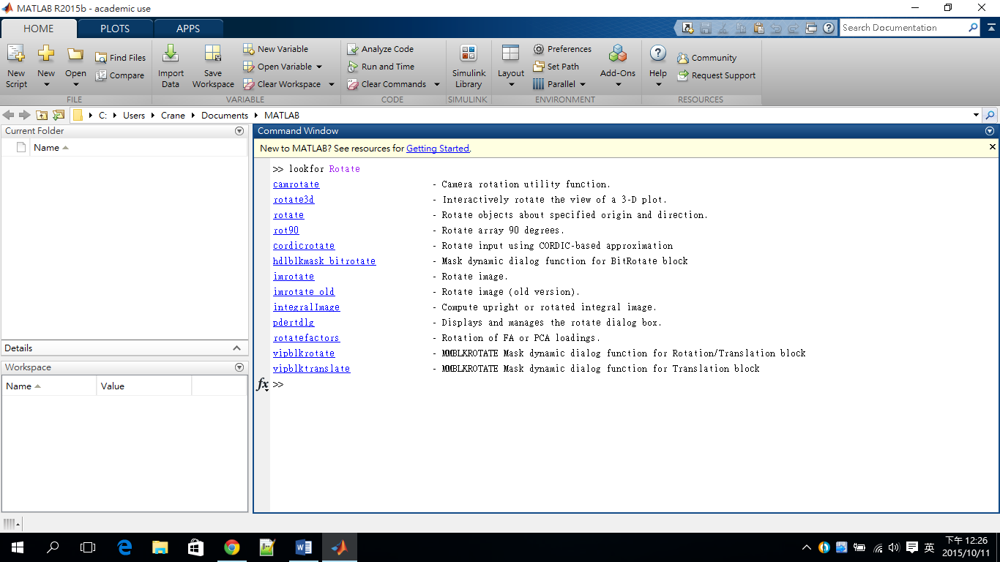 MATLAB R2015b - academic use
HOME PLOTS APPS
Search Documentation
New Script
New
Open
Find Files
Compare
FILE
Import Data
Save Workspace
New Variable
Open Variable
Clear Workspace
VARIABLE
Analyze Code
Run and Time
Clear Commands
CODE
Simulink Library
SIMULINK
Layout
Preferences
Set Path
Parallel
Add-Ons
ENVIRONMENT
Help
Community
Request Support
RESOURCES
C: Users Crane Documents MATLAB
Current Folder
Name
Details
Workspace
Name Value
Command Window
New to MATLAB? See resources for Getting Started.
>> lookfor Rotate
camrotate - Camera rotation utility function.
rotate3d - Interactively rotate the view of a 3-D plot.
rotate - Rotate objects about specified origin and direction.
rot90 - Rotate array 90 degrees.
cordicrotate - Rotate input using CORDIC-based approximation
hdlblkmask_bitrotate - Mask dynamic dialog function for BitRotate block
imrotate - Rotate image.
imrotate_old - Rotate image (old version).
integralImage - Compute upright or rotated integral image.
pdertdlg - Displays and manages the rotate dialog box.
rotatefactors - Rotation of FA or PCA loadings.
vipblkrotate - MMBLKROTATE Mask dynamic dialog function for Rotation/Translation block
vipblktranslate - MMBLKROTATE Mask dynamic dialog function for Translation block
fx >>
英
下午 12:26
2015/10/11